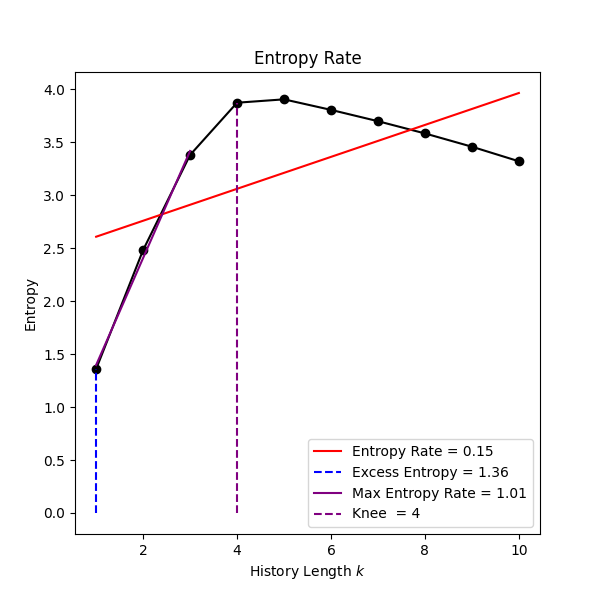 Entropy Rate
4.0
3.5
3.0
2.5
2.0
1.5
1.0
0.5
0.0
Entropy
Entropy Rate = 0.15
Excess Entropy = 1.36
Max Entropy Rate = 1.01
Knee  = 4
2 4 6 8 10
History Length k